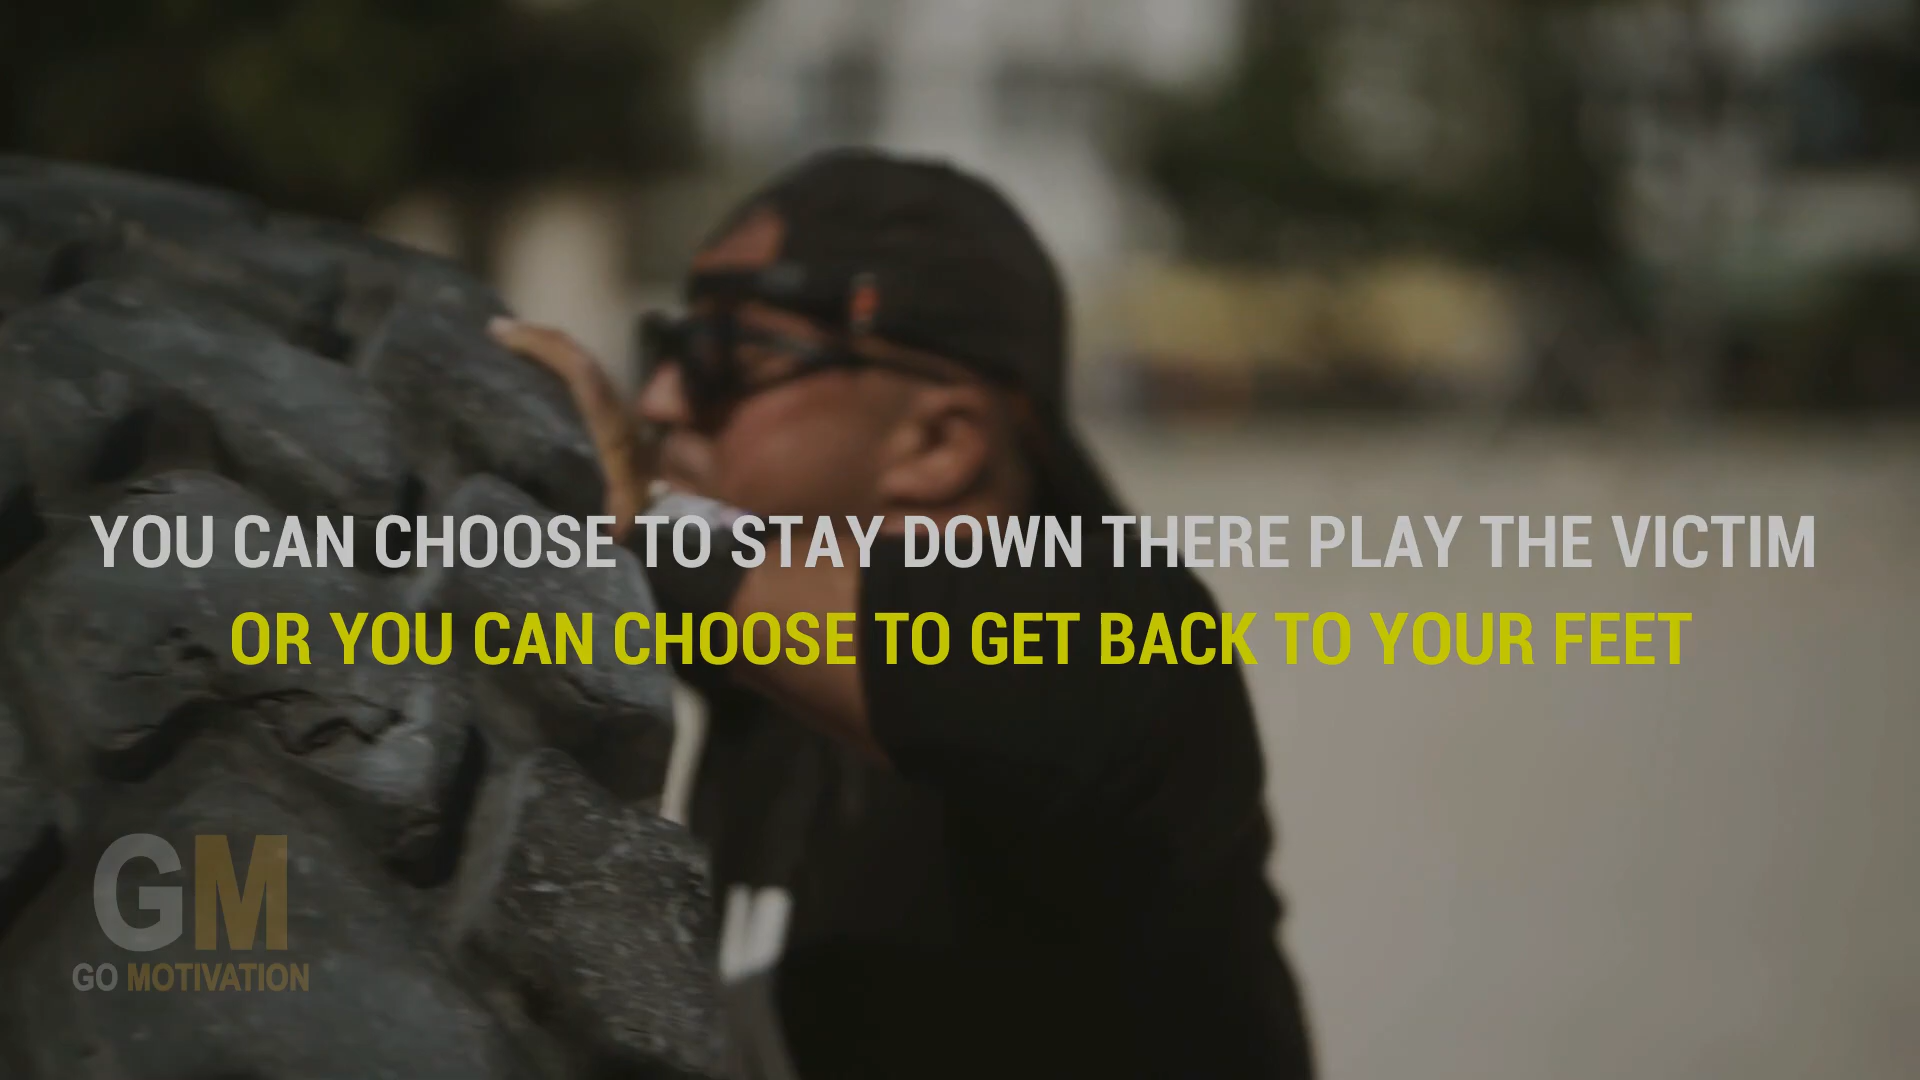 YOU CAN CHOOSE TO STAY DOWN THERE PLAY THE VICTIM
OR YOU CAN CHOOSE TO GET BACK TO YOUR FEET
GM
GO MOTIVATION